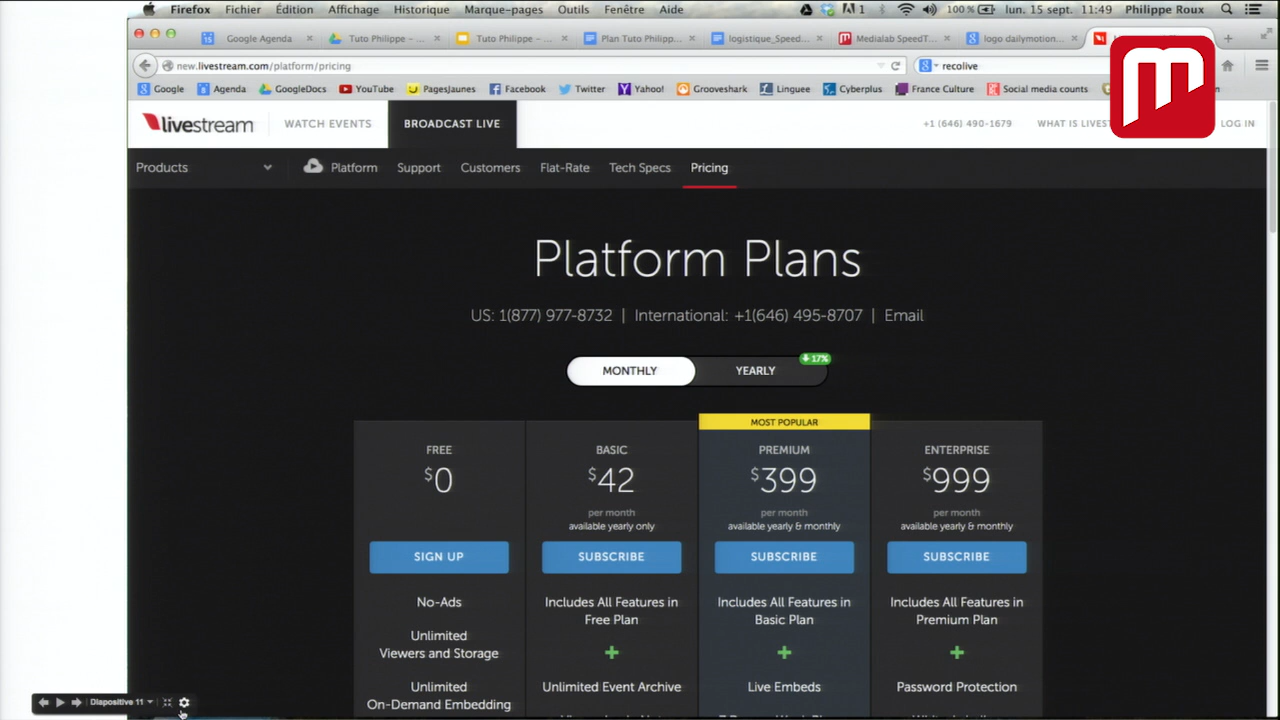 Firefox Fichier Édition Affichage Historique Marque-pages Outils Fenêtre Aide 1 100 % lun. 15 sept. 11:49 Philippe Roux
Google Agenda Tuto Philippe – ... Tuto Philippe – ... Plan Tuto Philipp... logistique_Speed... Medialab SpeedT... logo dailymotion...
new.livestream.com/platform/pricing recolive
Google Agenda GoogleDocs YouTube PagesJaunes Facebook Twitter Yahoo! Grooveshark Linguee Cyberplus France Culture Social media counts
livestream WATCH EVENTS BROADCAST LIVE +1 (646) 490-1679 WHAT IS LIVEST LOG IN
Products Platform Support Customers Flat-Rate Tech Specs Pricing
Platform Plans
US: 1(877) 977-8732 | International: +1(646) 495-8707 | Email
17%
MONTHLY YEARLY
MOST POPULAR
FREE BASIC PREMIUM ENTERPRISE
$0 $42 $399 $999
per month per month per month
available yearly only available yearly & monthly available yearly & monthly
SIGN UP SUBSCRIBE SUBSCRIBE SUBSCRIBE
No-Ads Includes All Features in Includes All Features in Includes All Features in
Free Plan Basic Plan Premium Plan
Unlimited
Viewers and Storage
+ + +
Unlimited Unlimited Event Archive Live Embeds Password Protection
On-Demand Embedding
Diapositive 11